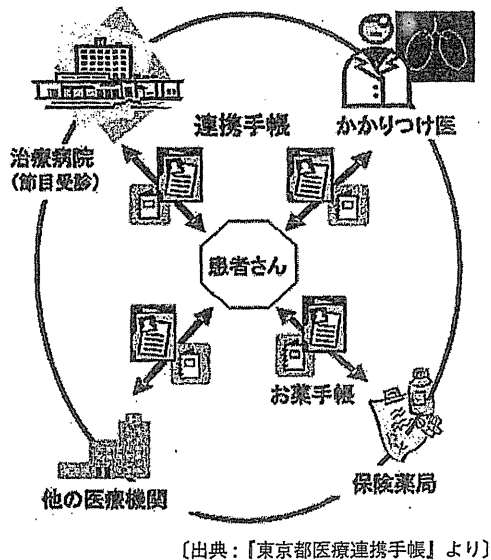 連携手帳
かかりつけ医
治療病院
(節目受診)
患者さん
お薬手帳
他の医療機関
保険薬局
〔出典:『東京都医療連携手帳』より〕